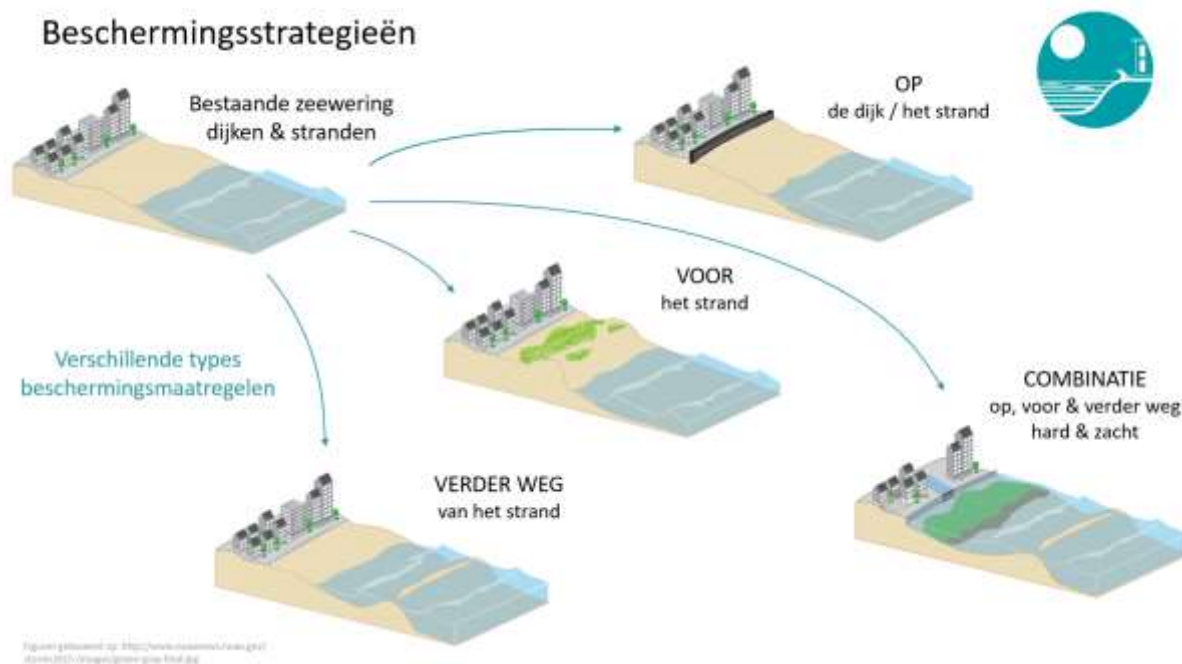 Beschermingsstrategieën
Bestaande zeewering
dijken & stranden
OP
de dijk / het strand
VOOR
het strand
Verschillende types
beschermingsmaatregelen
COMBINATIE
op, voor & verder weg
hard & zacht
VERDER WEG
van het strand